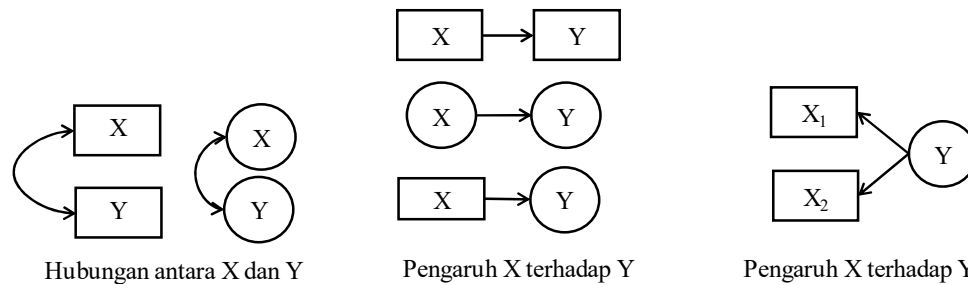 X
Y
X
Y
Hubungan antara X dan Y
X
Y
X
Y
X
Y
Pengaruh X terhadap Y
X₁
X₂
Y
Pengaruh X terhadap Y